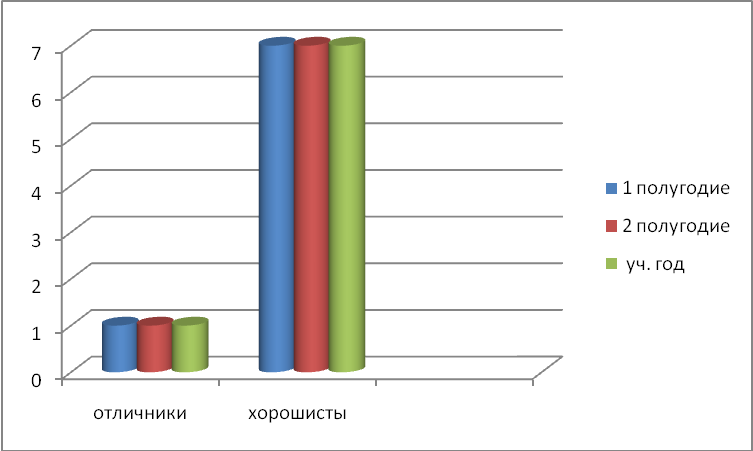 7
6
5
4
3
2
1
0
отличники
хорошисты
1 полугодие
2 полугодие
уч. год